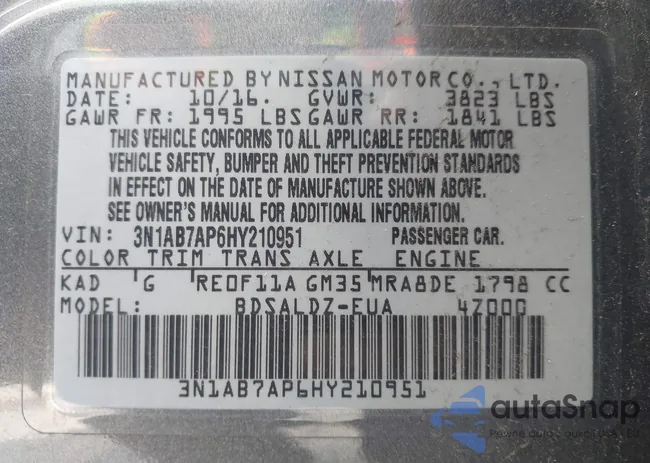 MANUFACTURED BY NISSAN MOTOR CO., LTD.
DATE: 10/16. GVWR: 3823 LBS
GAWR FR: 1995 LBS GAWR RR: 1841 LBS
THIS VEHICLE CONFORMS TO ALL APPLICABLE FEDERAL MOTOR
VEHICLE SAFETY, BUMPER AND THEFT PREVENTION STANDARDS
IN EFFECT ON THE DATE OF MANUFACTURE SHOWN ABOVE.
SEE OWNER'S MANUAL FOR ADDITIONAL INFORMATION.
VIN: 3N1AB7AP6HY210951 PASSENGER CAR.
COLOR TRIM TRANS AXLE ENGINE
KAD G RE0F11A GM35 MRA8DE 1798 CC
MODEL: BDSALDZ-EUA 4Z000
3N1AB7AP6HY210951
autoSnap
Pewne auto